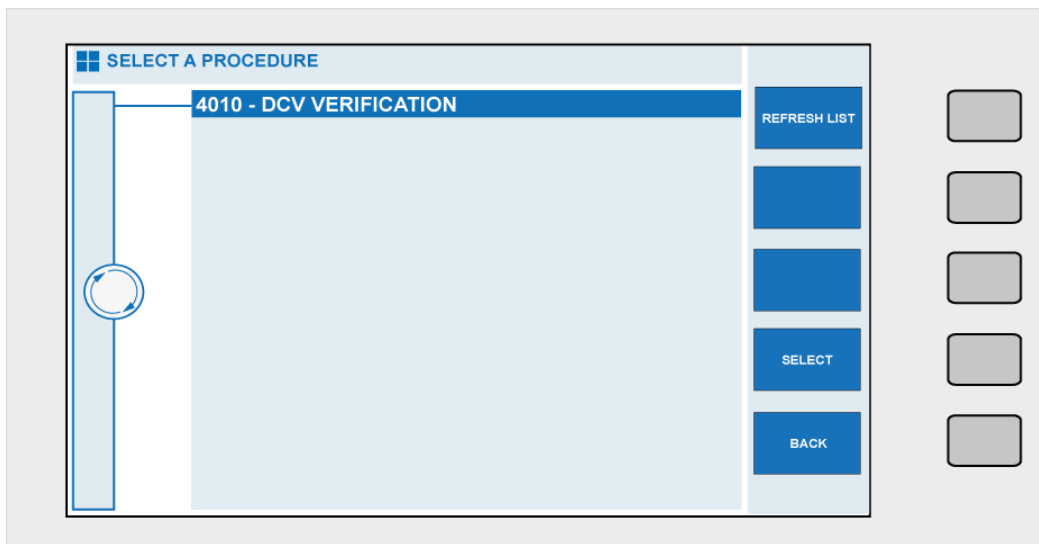 SELECT A PROCEDURE
4010 - DCV VERIFICATION
REFRESH LIST
SELECT
BACK